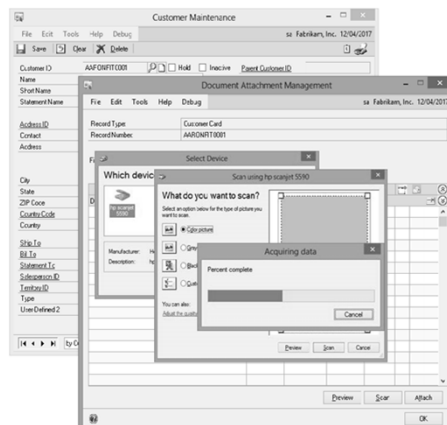 Customer Maintenance
File Edit Tools Help Debug
sa Fabrikam, Inc. 12/04/2017
Save Clear Delete
Customer ID AARONFIT0001 Hold Inactive Parent Customer ID
Name
Short Name
Statement Name
Address ID
Contact
Address
City
State
ZIP Code
Country Code
Country
Ship To
Bill To
Statement To
Salesperson ID
Territory ID
Type
User Defined 2
Document Attachment Management
File Edit Tools Help Debug
sa Fabrikam, Inc. 12/04/2017
Record Type Customer Card
Record Number AARONFIT0001
Select Device
Which devic
hp scanjet
5590
Manufacturer:
Description:
Scan using hp scanjet 5590
What do you want to scan?
Select an option below for the type of picture you
want to scan.
Color picture
You can also:
Adjust the quality
Acquiring data
Percent complete
Cancel
Preview Scan Cancel
Preview Scan Attach
OK